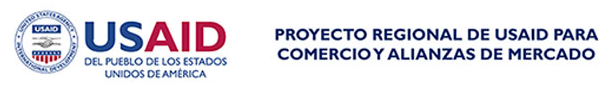 UNITED STATES AGENCY
USAID
INTERNATIONAL DEVELOPMENT
USAID
DEL PUEBLO DE LOS ESTADOS
UNIDOS DE AMÉRICA
PROYECTO REGIONAL DE USAID PARA
COMERCIO Y ALIANZAS DE MERCADO